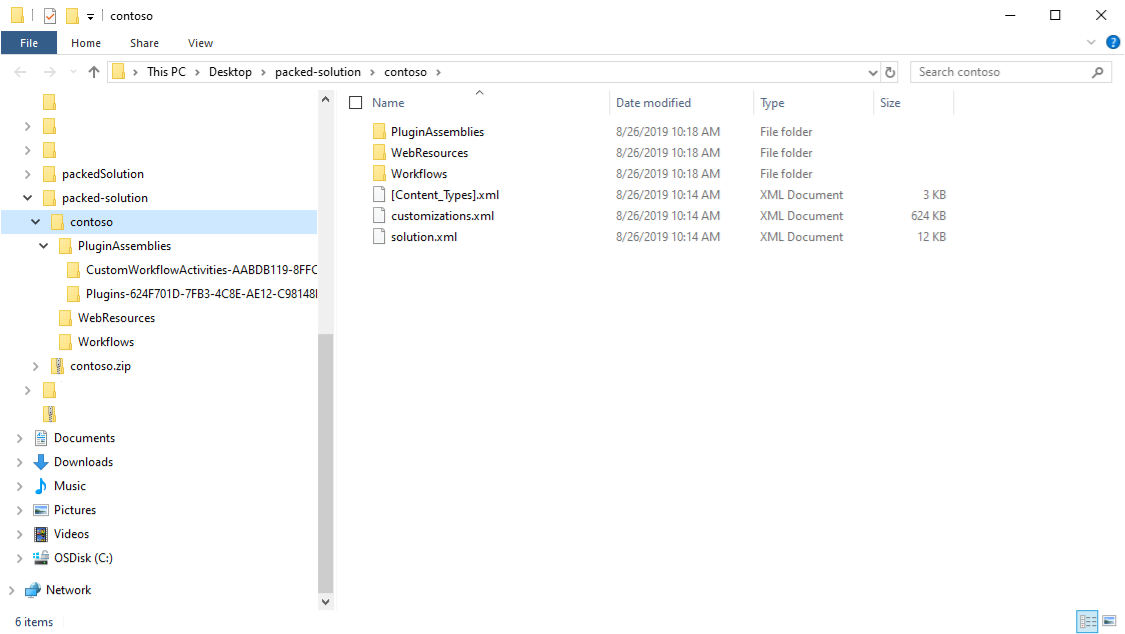 contoso
File Home Share View
This PC Desktop packed-solution contoso
Search contoso
packedSolution
packed-solution
contoso
PluginAssemblies
CustomWorkflowActivities-AABDB119-8FFC
Plugins-624F701D-7FB3-4C8E-AE12-C98148
WebResources
Workflows
contoso.zip
Documents
Downloads
Music
Pictures
Videos
OSDisk (C:)
Network
Name Date modified Type Size
PluginAssemblies 8/26/2019 10:18 AM File folder
WebResources 8/26/2019 10:18 AM File folder
Workflows 8/26/2019 10:18 AM File folder
[Content_Types].xml 8/26/2019 10:14 AM XML Document 3 KB
customizations.xml 8/26/2019 10:14 AM XML Document 624 KB
solution.xml 8/26/2019 10:14 AM XML Document 12 KB
6 items